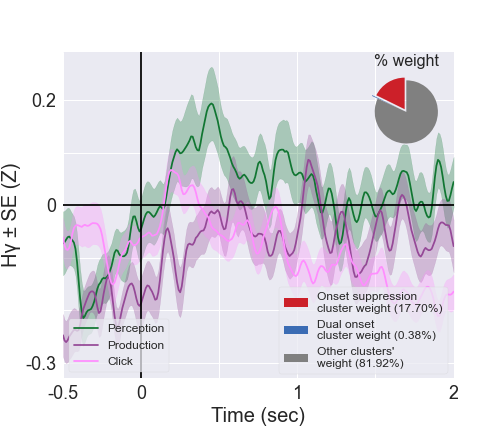 % weight
Hγ ± SE (Z)
0.2
0
-0.3
Perception
Production
Click
Onset suppression
cluster weight (17.70%)
Dual onset
cluster weight (0.38%)
Other clusters'
weight (81.92%)
-0.5
0
1
2
Time (sec)